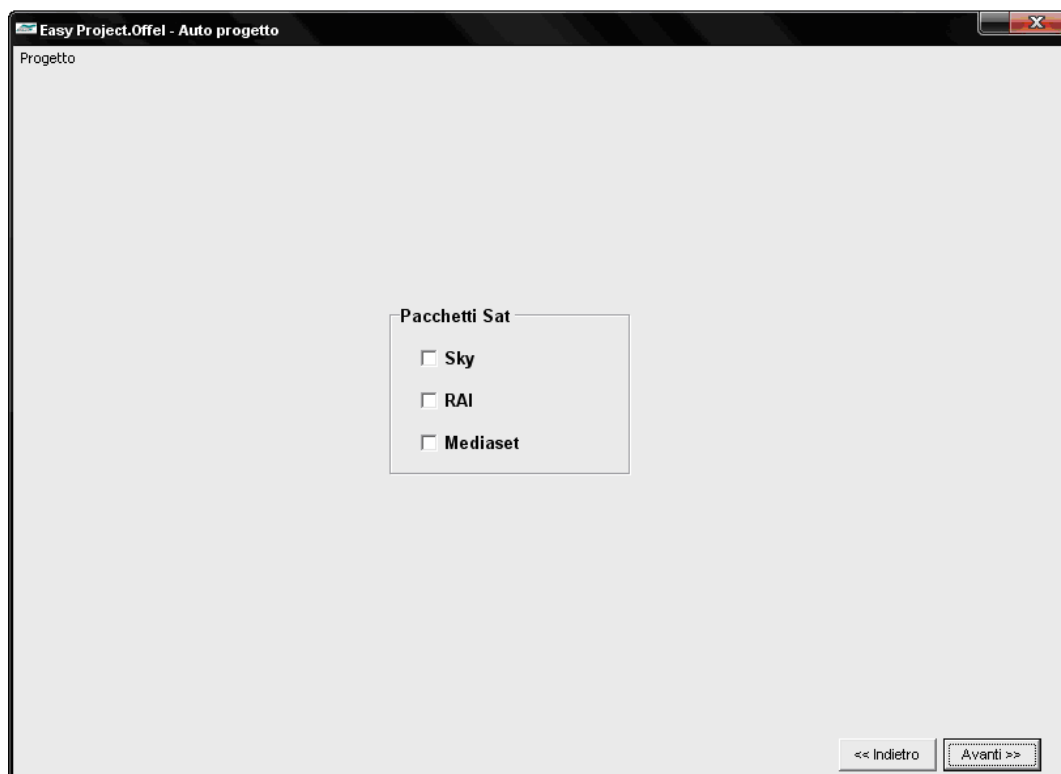 Easy Project.Offel - Auto progetto
Progetto
Pacchetti Sat
Sky
RAI
Mediaset
<< Indietro
Avanti >>